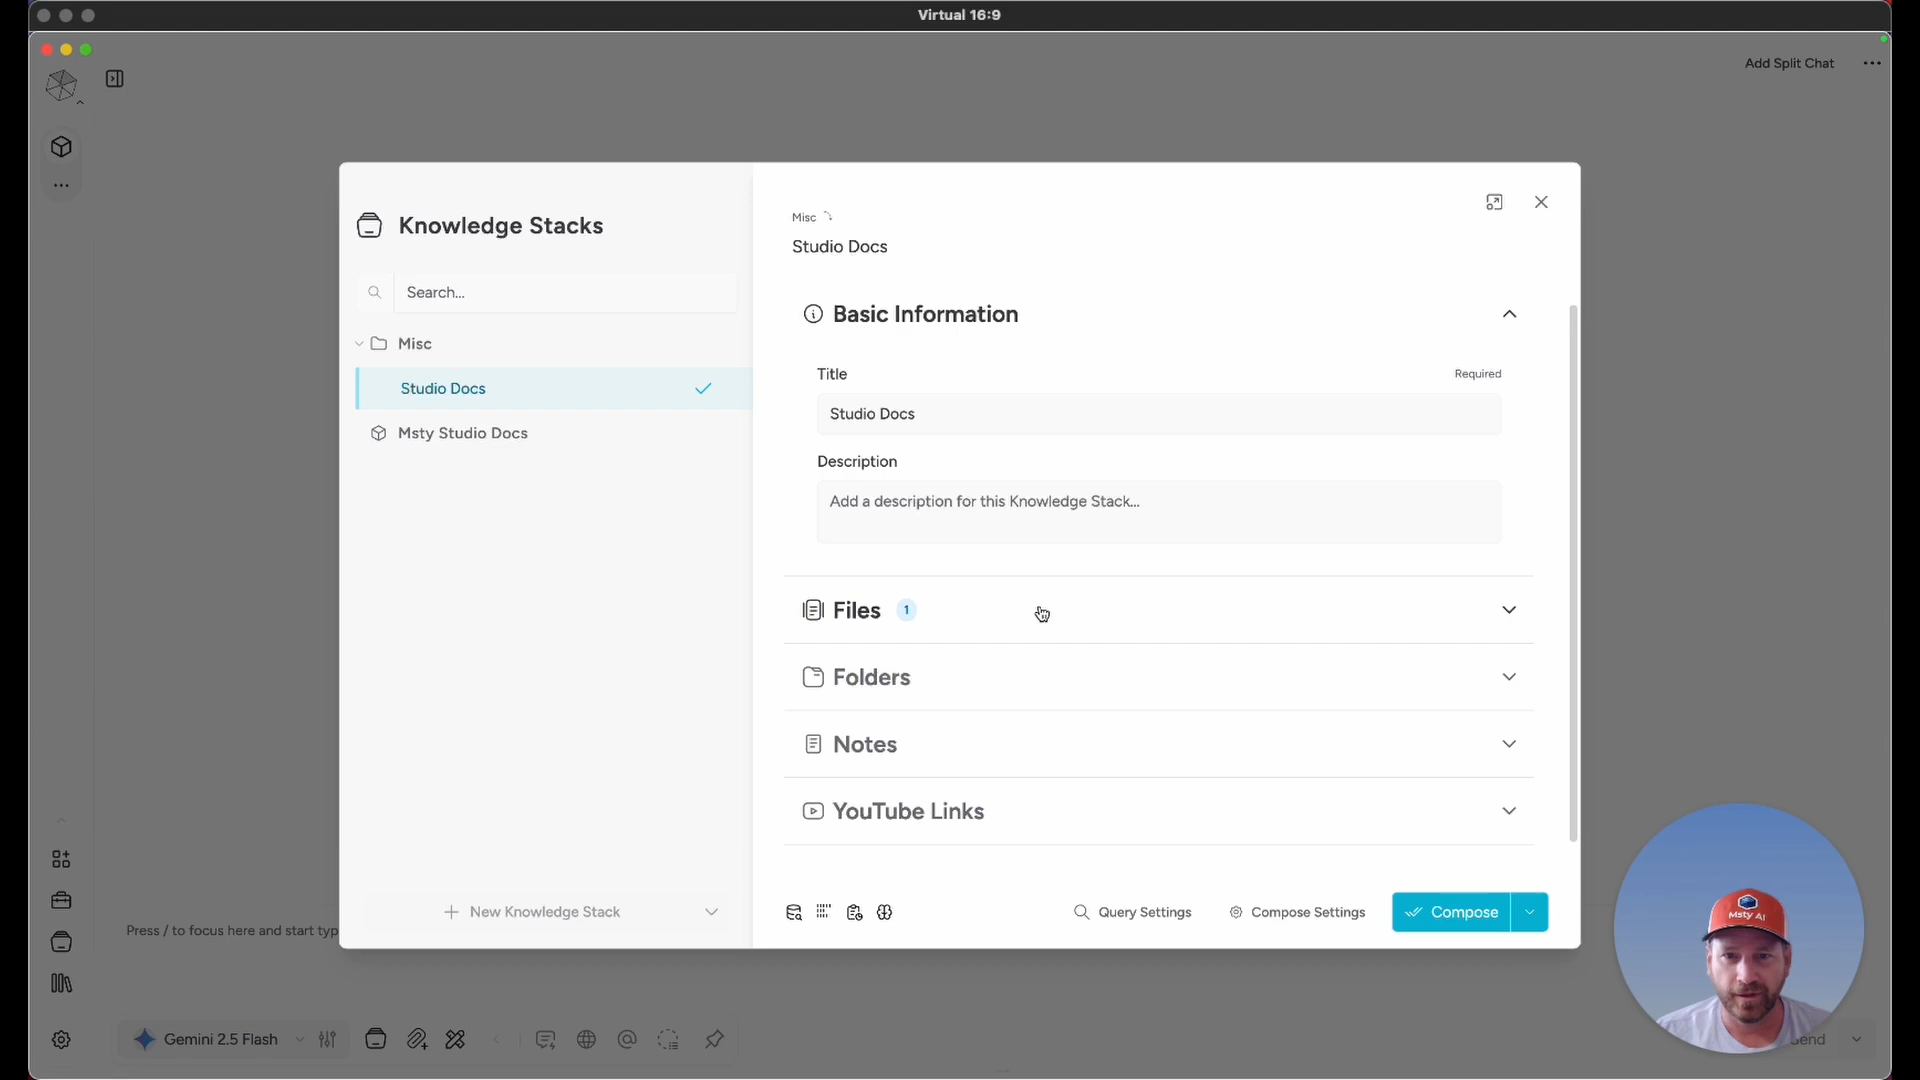 Virtual 16:9
Add Split Chat
Knowledge Stacks
Search...
Misc
Studio Docs
Msty Studio Docs
New Knowledge Stack
Misc
Studio Docs
Basic Information
Title
Required
Studio Docs
Description
Add a description for this Knowledge Stack...
Files 1
Folders
Notes
YouTube Links
Query Settings
Compose Settings
Compose
Press / to focus here and start typ
Gemini 2.5 Flash
Send
Msty AI